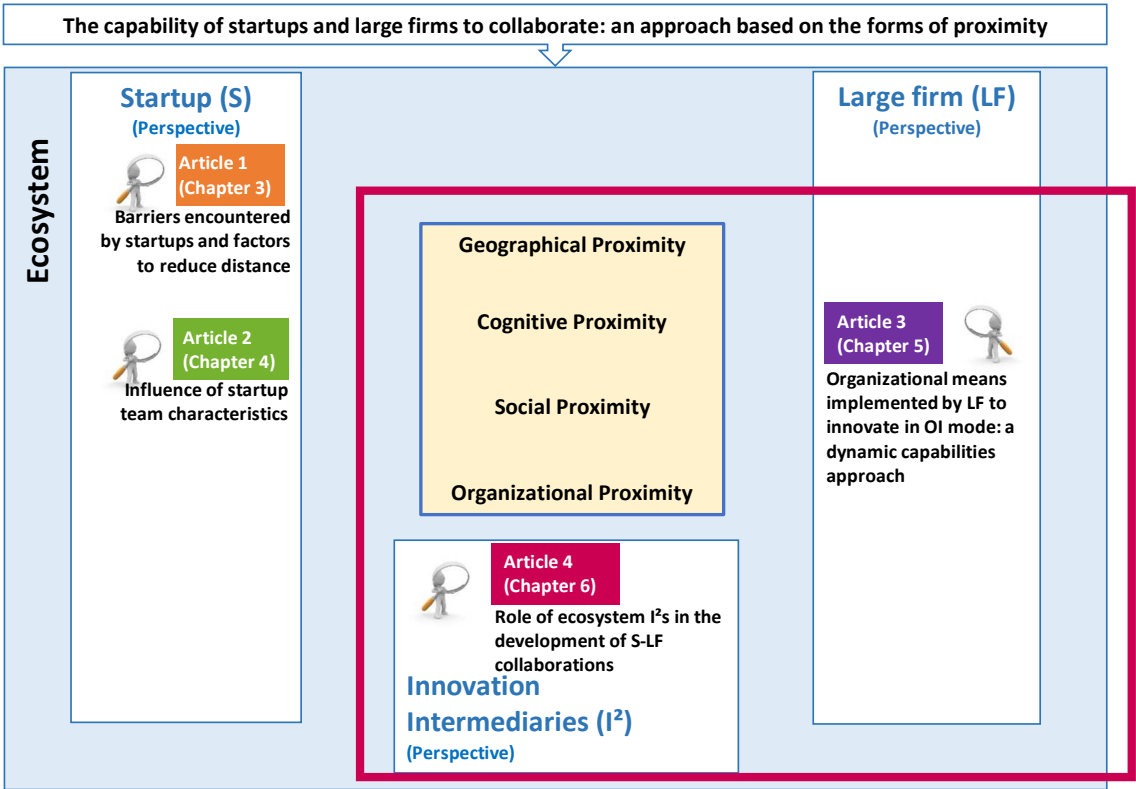 The capability of startups and large firms to collaborate: an approach based on the forms of proximity
Ecosystem
Startup (S)
(Perspective)
Article 1
(Chapter 3)
Barriers encountered
by startups and factors
to reduce distance
Article 2
(Chapter 4)
Influence of startup
team characteristics
Geographical Proximity
Cognitive Proximity
Social Proximity
Organizational Proximity
Article 4
(Chapter 6)
Role of ecosystem I²s in the
development of S-LF
collaborations
Innovation
Intermediaries (I²)
(Perspective)
Large firm (LF)
(Perspective)
Article 3
(Chapter 5)
Organizational means
implemented by LF to
innovate in OI mode: a
dynamic capabilities
approach